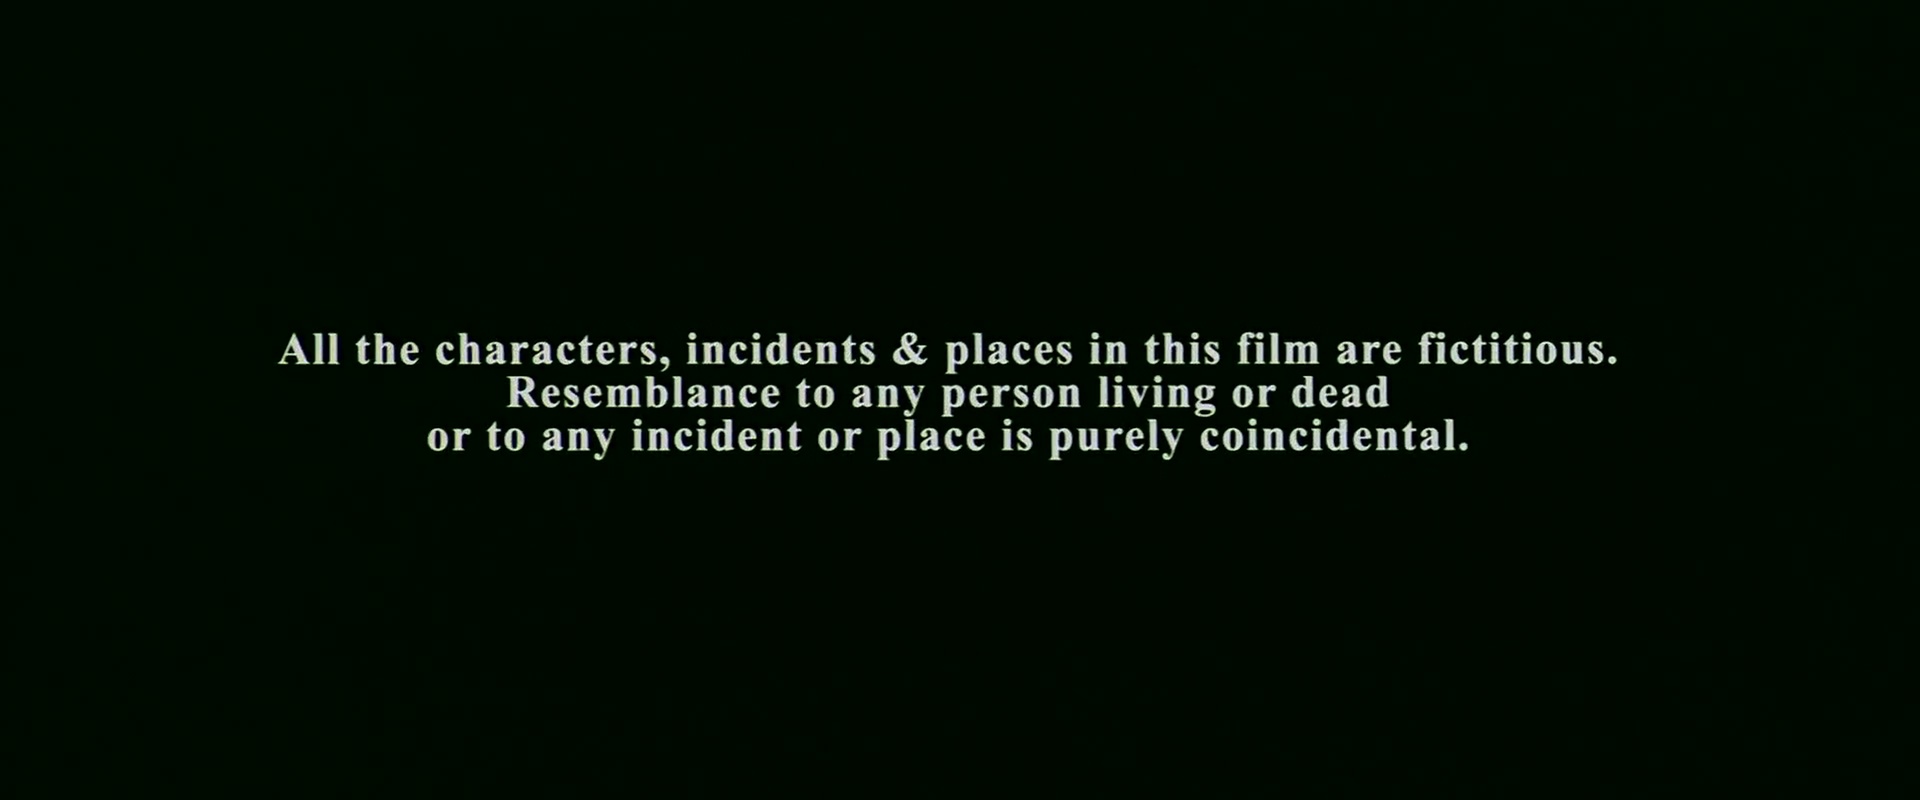 All the characters, incidents & places in this film are fictitious.
Resemblance to any person living or dead
or to any incident or place is purely coincidental.